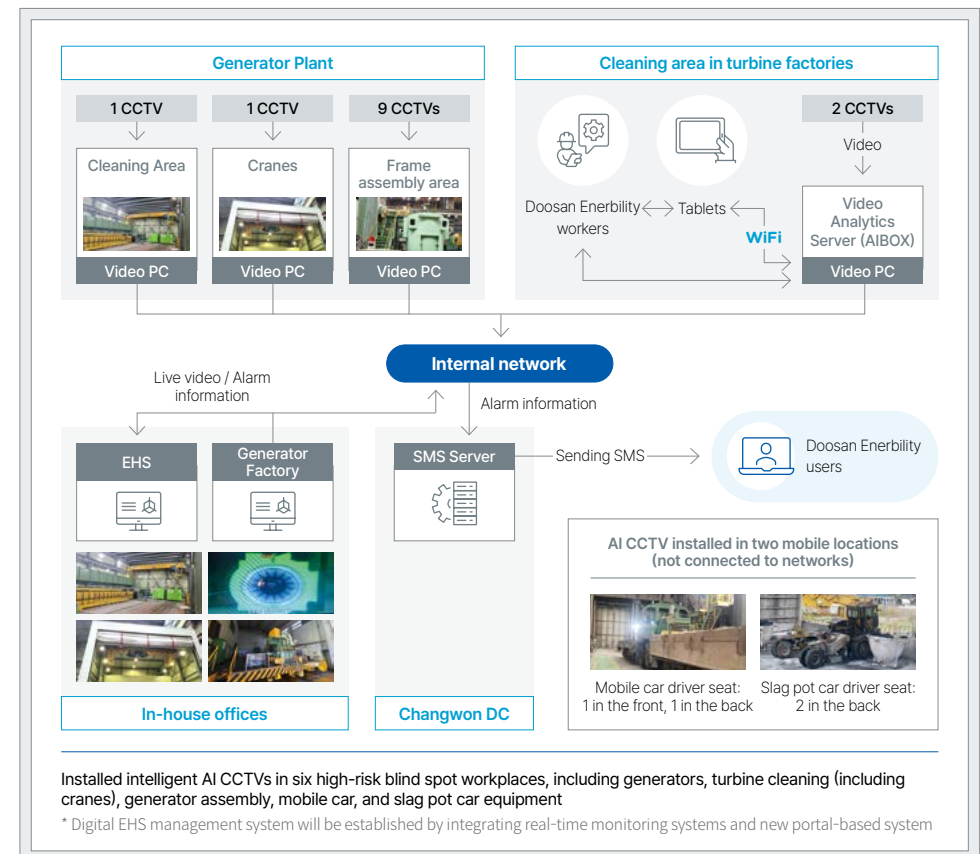 Generator Plant
1 CCTV
1 CCTV
9 CCTVs
Cleaning Area
Cranes
Frame
assembly area
Video PC
Video PC
Video PC
Cleaning area in turbine factories
2 CCTVs
Video
Doosan Enerbility
workers
Tablets
WiFi
Video
Analytics
Server (AIBOX)
Video PC
Internal network
Live video / Alarm
information
Alarm information
EHS
Generator
Factory
In-house offices
SMS Server
Changwon DC
Sending SMS
Doosan Enerbility
users
AI CCTV installed in two mobile locations
(not connected to networks)
Mobile car driver seat:
1 in the front, 1 in the back
Slag pot car driver seat:
2 in the back
Installed intelligent AI CCTVs in six high-risk blind spot workplaces, including generators, turbine cleaning (including
cranes), generator assembly, mobile car, and slag pot car equipment
* Digital EHS management system will be established by integrating real-time monitoring systems and new portal-based system